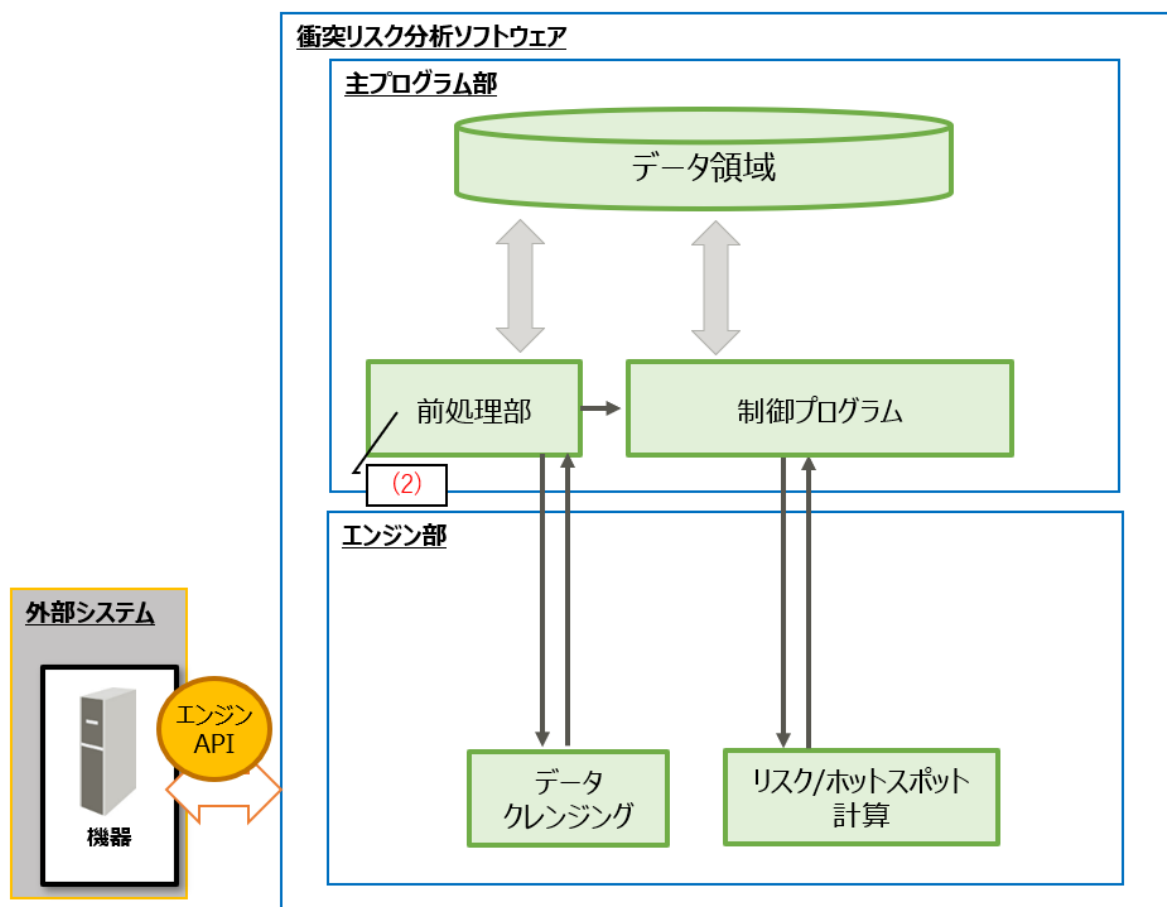 衝突リスク分析ソフトウェア
主プログラム部
データ領域
前処理部
制御プログラム
(2)
エンジン部
外部システム
エンジン
API
機器
データ
クレンジング
リスク/ホットスポット
計算